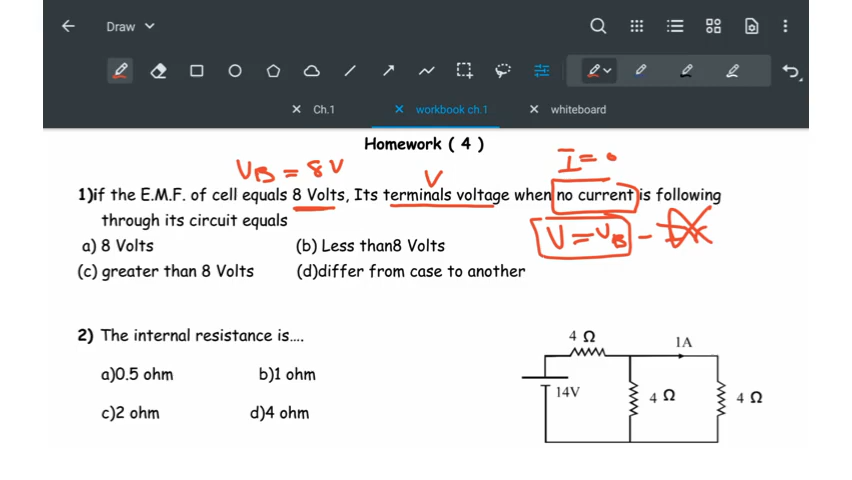 Draw
Ch.1
workbook ch.1
whiteboard
Homework ( 4 )
VB = 8 V
V
I = 0
1)if the E.M.F. of cell equals 8 Volts, Its terminals voltage when no current is following
through its circuit equals
V = VB -
a) 8 Volts
(b) Less than8 Volts
(c) greater than 8 Volts
(d)differ from case to another
2) The internal resistance is....
a)0.5 ohm
b)1 ohm
c)2 ohm
d)4 ohm
4 Ω
1A
14V
4 Ω
4 Ω